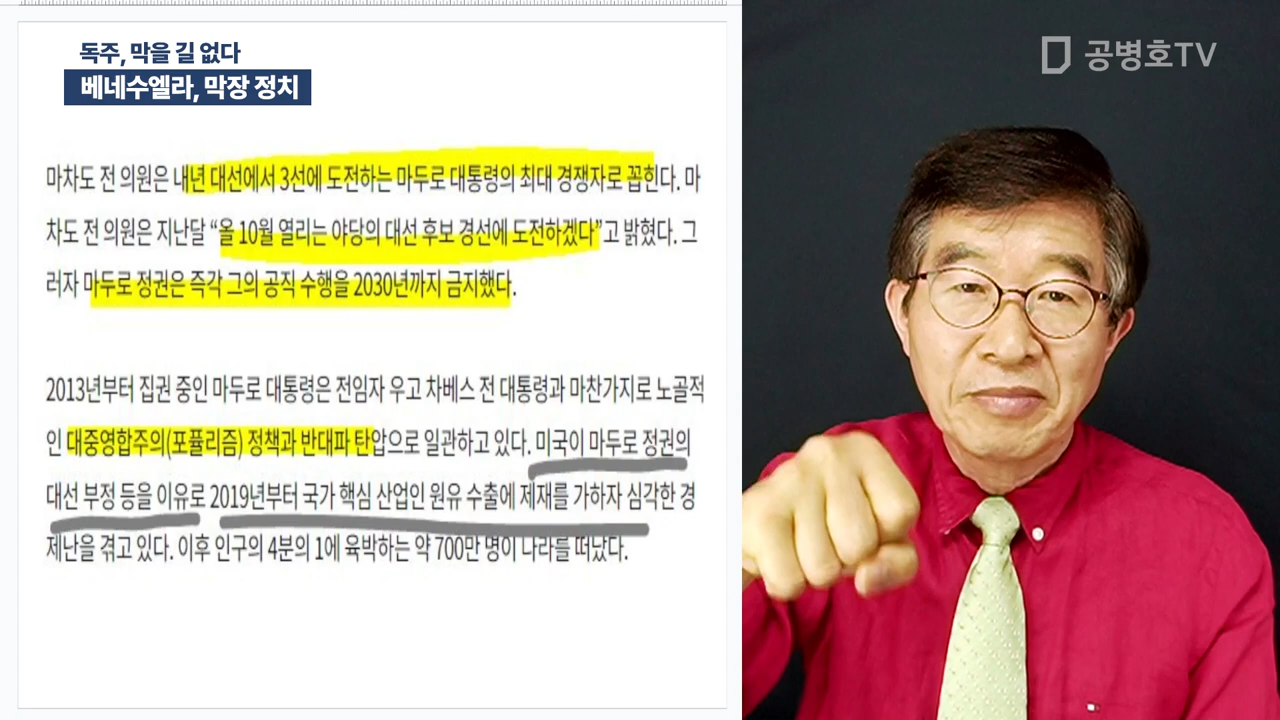 독주, 막을 길 없다
베네수엘라, 막장 정치
공병호TV
마차도 전 의원은 내년 대선에서 3선에 도전하는 마두로 대통령의 최대 경쟁자로 꼽힌다. 마
차도 전 의원은 지난달 “올 10월 열리는 야당의 대선 후보 경선에 도전하겠다”고 밝혔다. 그
러자 마두로 정권은 즉각 그의 공직 수행을 2030년까지 금지했다.
2013년부터 집권 중인 마두로 대통령은 전임자 우고 차베스 전 대통령과 마찬가지로 노골적
인 대중영합주의(포퓰리즘) 정책과 반대파 탄압으로 일관하고 있다. 미국이 마두로 정권의
대선 부정 등을 이유로 2019년부터 국가 핵심 산업인 원유 수출에 제재를 가하자 심각한 경
제난을 겪고 있다. 이후 인구의 4분의 1에 육박하는 약 700만 명이 나라를 떠났다.